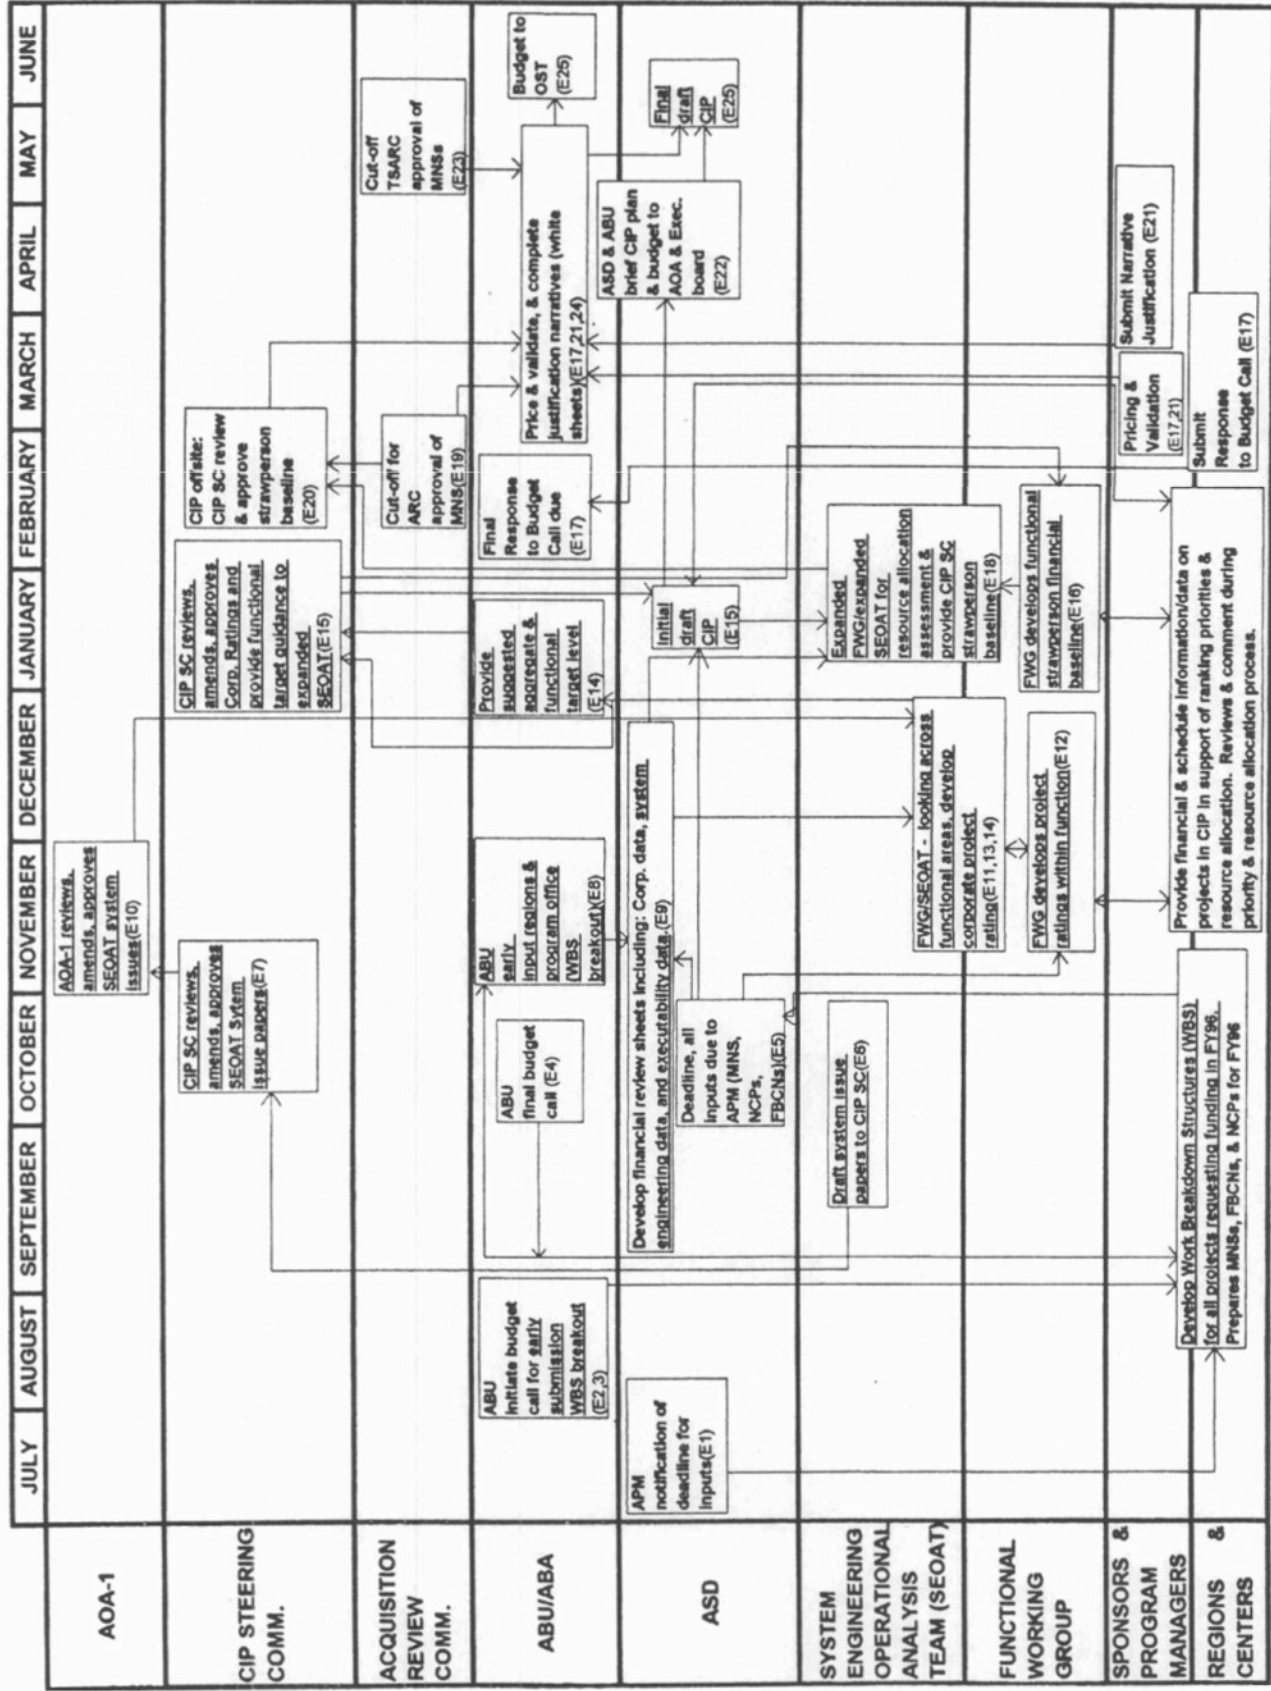 JULY
AUGUST
SEPTEMBER
OCTOBER
NOVEMBER
DECEMBER
JANUARY
FEBRUARY
MARCH
APRIL
MAY
JUNE
AOA-1
AOA-1 reviews,
amends, approves
SEOAT system
issues(E10)
CIP STEERING
COMM.
CIP SC reviews,
amends, approves
SEOAT Sytem
issue papers(E7)
CIP SC reviews,
amends, approves
Corp. Ratings and
provide functional
target guidance to
expanded
SEOAT(E15)
CIP offsite:
CIP SC review
& approve
strawperson
baseline
(E20)
ACQUISITION
REVIEW
COMM.
Cut-off for
ARC
approval of
MNS(E19)
Cut-off
TSARC
approval of
MNSs
(E23)
ABU/ABA
ABU
initiate budget
call for early
submission
WBS breakout
(E2,3)
ABU
final budget
call (E4)
ABU
early
input regions &
program office
(WBS
breakout)(E8)
Provide
suggested
aggregate &
functional
target level
(E14)
Final
Response
to Budget
Call due
(E17)
Price & validate, & complete
justification narratives (white
sheets)(E17,21,24)
Budget to
OST
(E25)
ASD
APM
notification of
deadline for
inputs(E1)
Develop financial review sheets including: Corp. data, system
engineering data, and executability data.(E9)
Deadline, all
inputs due to
APM (MNS,
NCPs,
FBCNs)(E5)
Initial
draft
CIP
(E15)
ASD & ABU
brief CIP plan
& budget to
AOA & Exec.
board
(E22)
Final
draft
CIP
(E25)
SYSTEM
ENGINEERING
OPERATIONAL
ANALYSIS
TEAM (SEOAT)
Draft system issue
papers to CIP SC(E6)
FWG/SEOAT - looking across
functional areas, develop
corporate project
rating(E11,13,14)
Expanded
FWG/expanded
SEOAT for
resource allocation
assessment &
provide CIP SC
strawperson
baseline(E18)
FUNCTIONAL
WORKING
GROUP
FWG develops project
ratings within function(E12)
FWG develops functional
strawperson financial
baseline(E16)
SPONSORS &
PROGRAM
MANAGERS
Pricing &
Validation
(E17,21)
Submit Narrative
Justification (E21)
REGIONS &
CENTERS
Develop Work Breakdown Structures (WBS)
for all projects requesting funding in FY96.
Prepares MNSs, FBCNs, & NCPs for FY96
Provide financial & schedule information/data on
projects in CIP in support of ranking priorities &
resource allocation. Reviews & comment during
priority & resource allocation process.
Submit
Response
to Budget Call (E17)